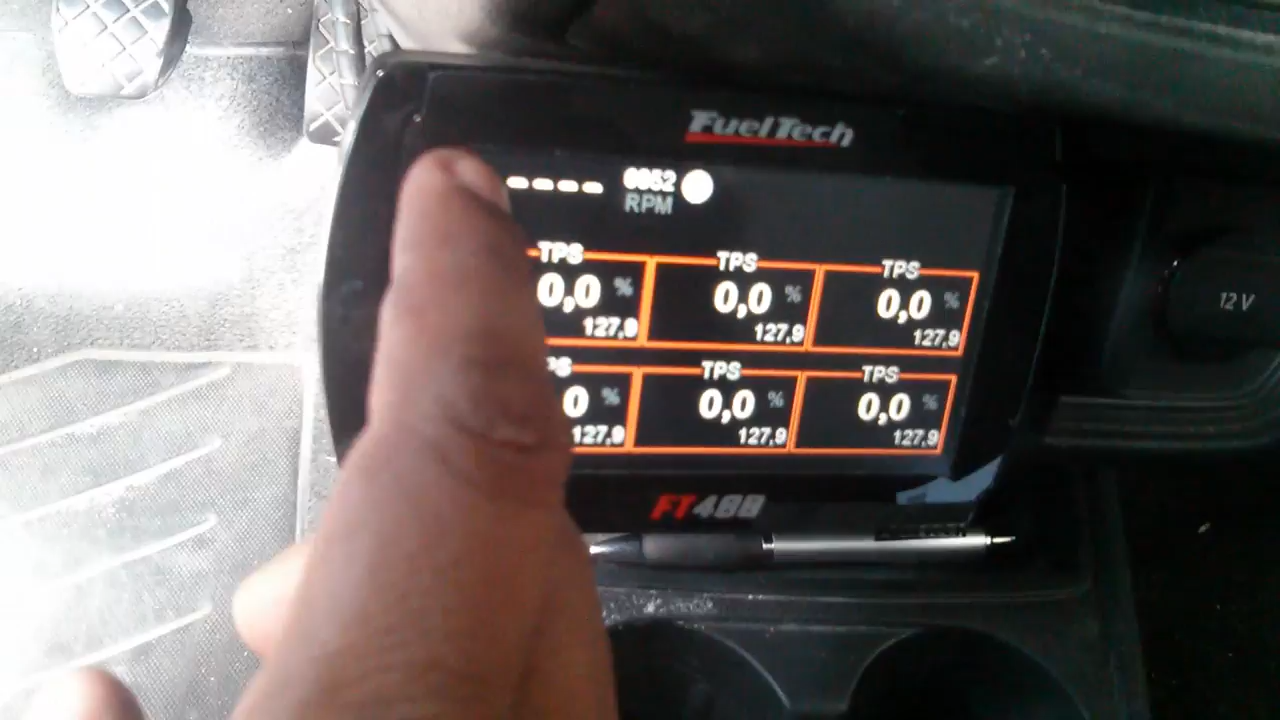 FuelTech
RPM
TPS TPS TPS
0,0 % 0,0 % 0,0 %
127,9 127,9 127,9
TPS TPS
0 % 0,0 % 0,0 %
127,9 127,9 127,9
FT400
12 V